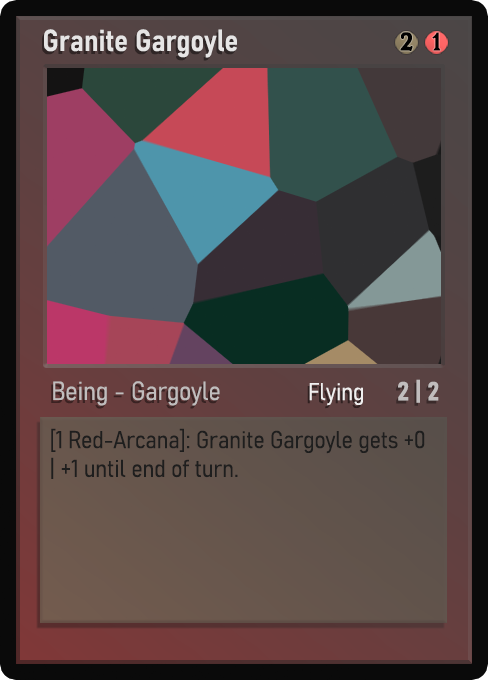 Granite Gargoyle 2 1
Being - Gargoyle Flying 2|2
[1 Red-Arcana]: Granite Gargoyle gets +0
| +1 until end of turn.